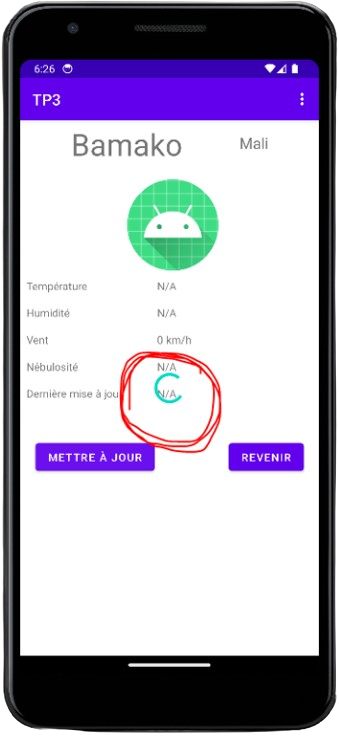 6:26
TP3
Bamako Mali
Température N/A
Humidité N/A
Vent 0 km/h
Nébulosité N/A
Dernière mise à jou N/A
METTRE À JOUR REVENIR